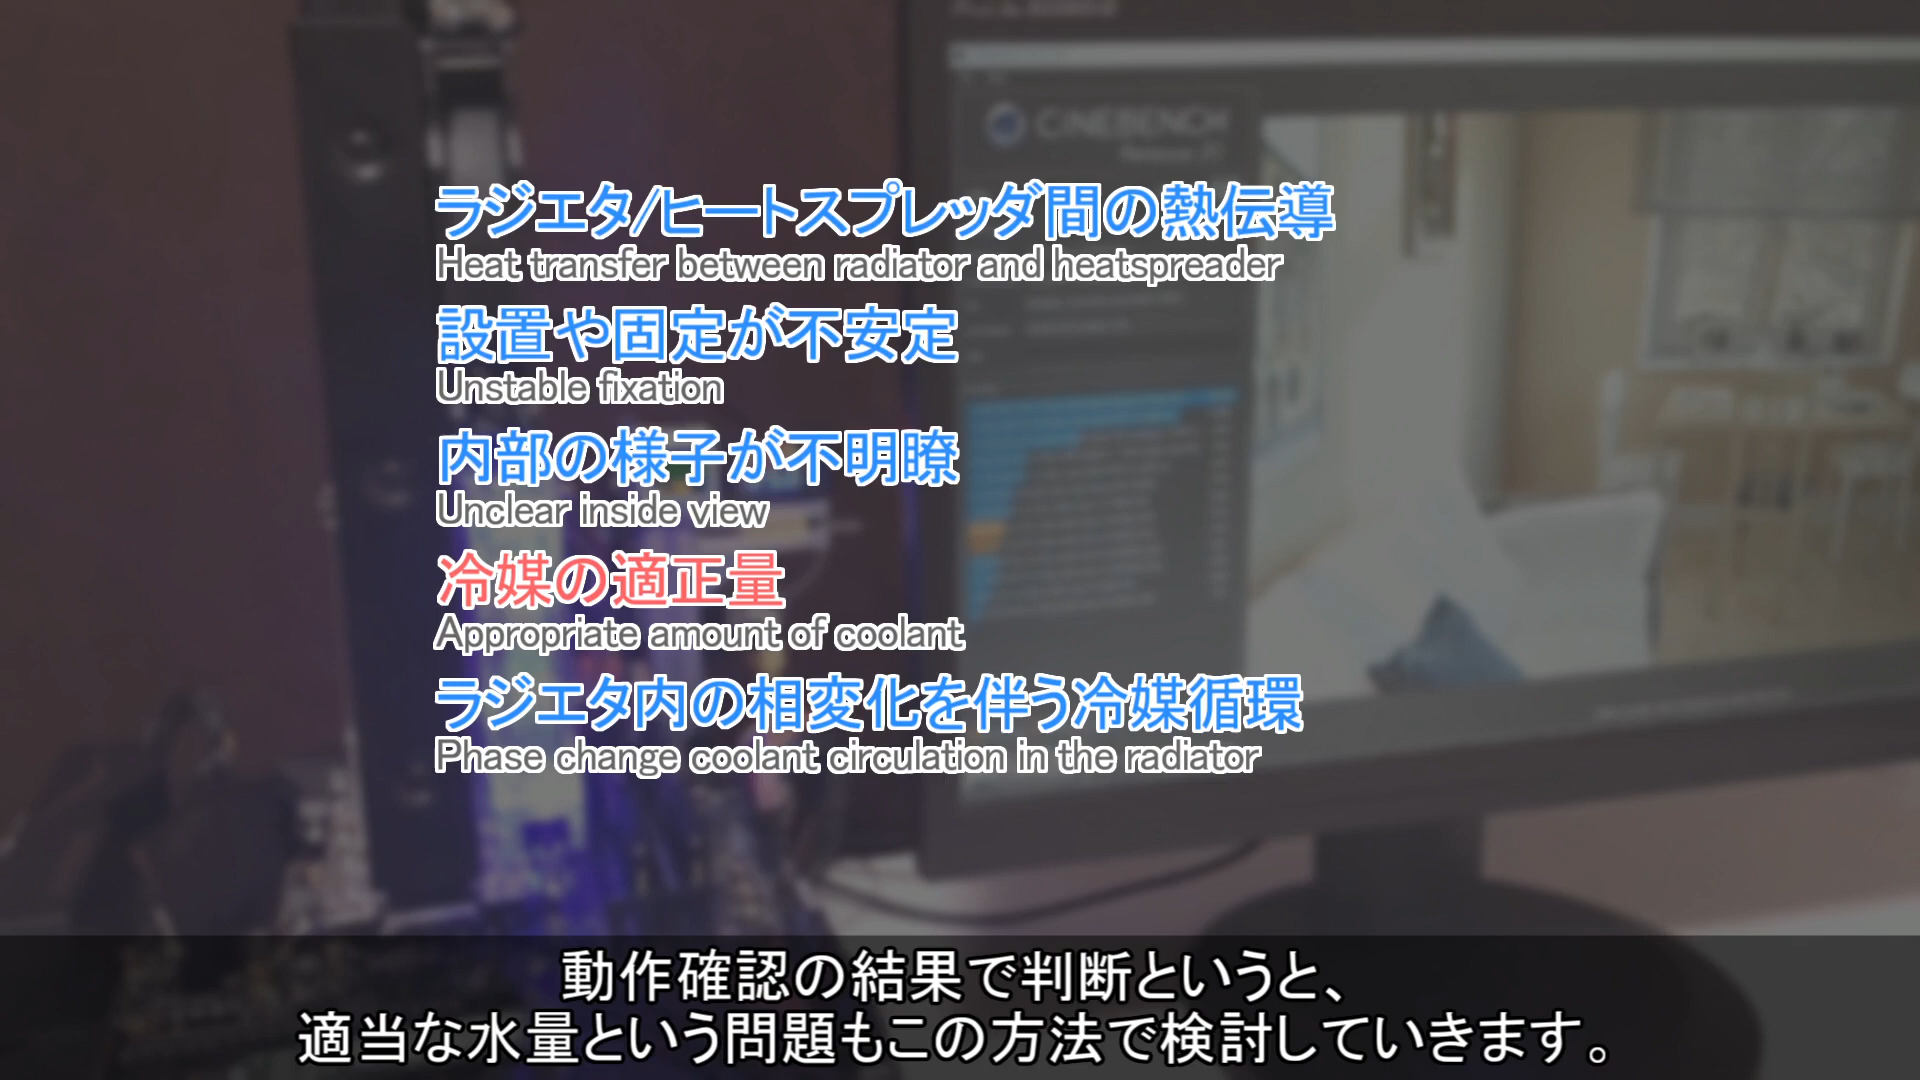 CINEBENCH
ラジエタ/ヒートスプレッダ間の熱伝導
Heat transfer between radiator and heatspreader
設置や固定が不安定
Unstable fixation
内部の様子が不明瞭
Unclear inside view
冷媒の適正量
Appropriate amount of coolant
ラジエタ内の相変化を伴う冷媒循環
Phase change coolant circulation in the radiator
動作確認の結果で判断というと、
適当な水量という問題もこの方法で検討していきます。